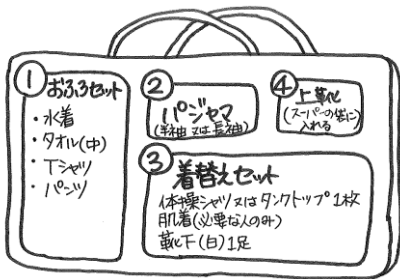 ① おふろセット
・水着
・タオル(中)
・Tシャツ
・パンツ
② パジャマ
(半袖又は長袖)
④ 上靴
(スーパーの袋に
入れる)
③ 着替えセット
体操シャツ又はタンクトップ1枚
肌着(必要な人のみ)
靴下(白)1足